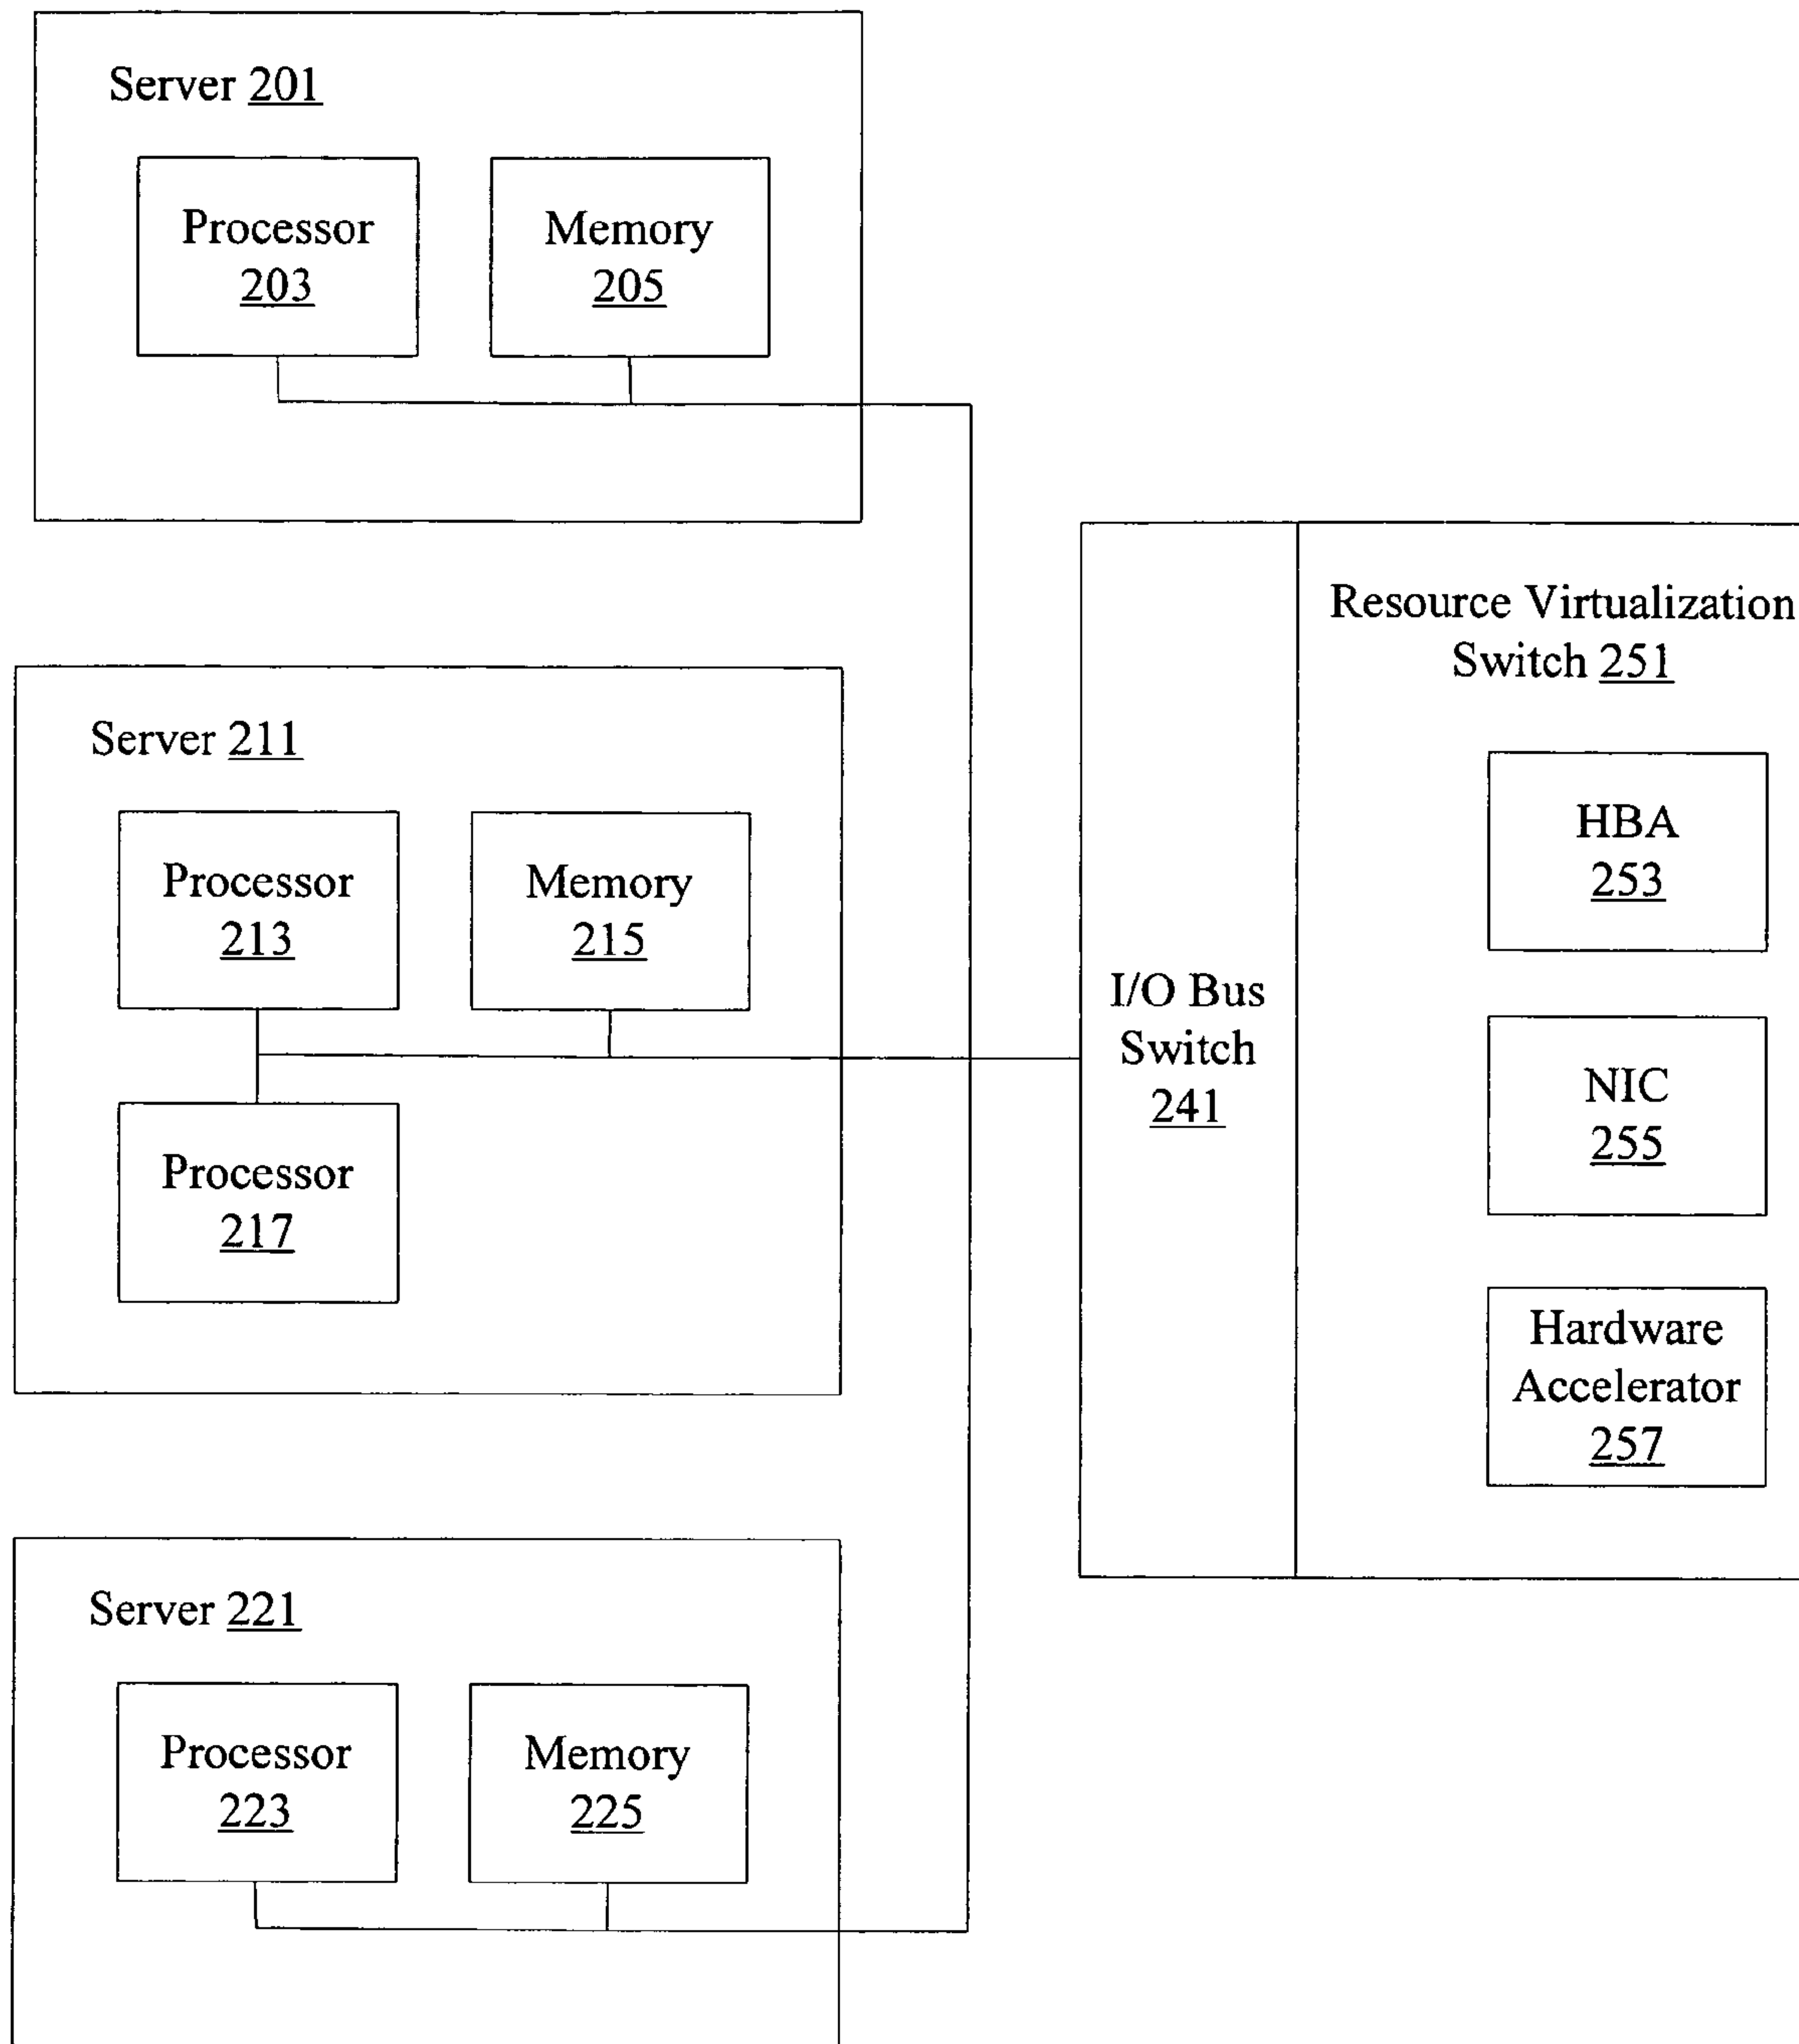 Server 201
Processor
203
Memory
205
Server 211
Processor
213
Memory
215
Processor
217
Server 221
Processor
223
Memory
225
I/O Bus
Switch
241
Resource Virtualization
Switch 251
HBA
253
NIC
255
Hardware
Accelerator
257